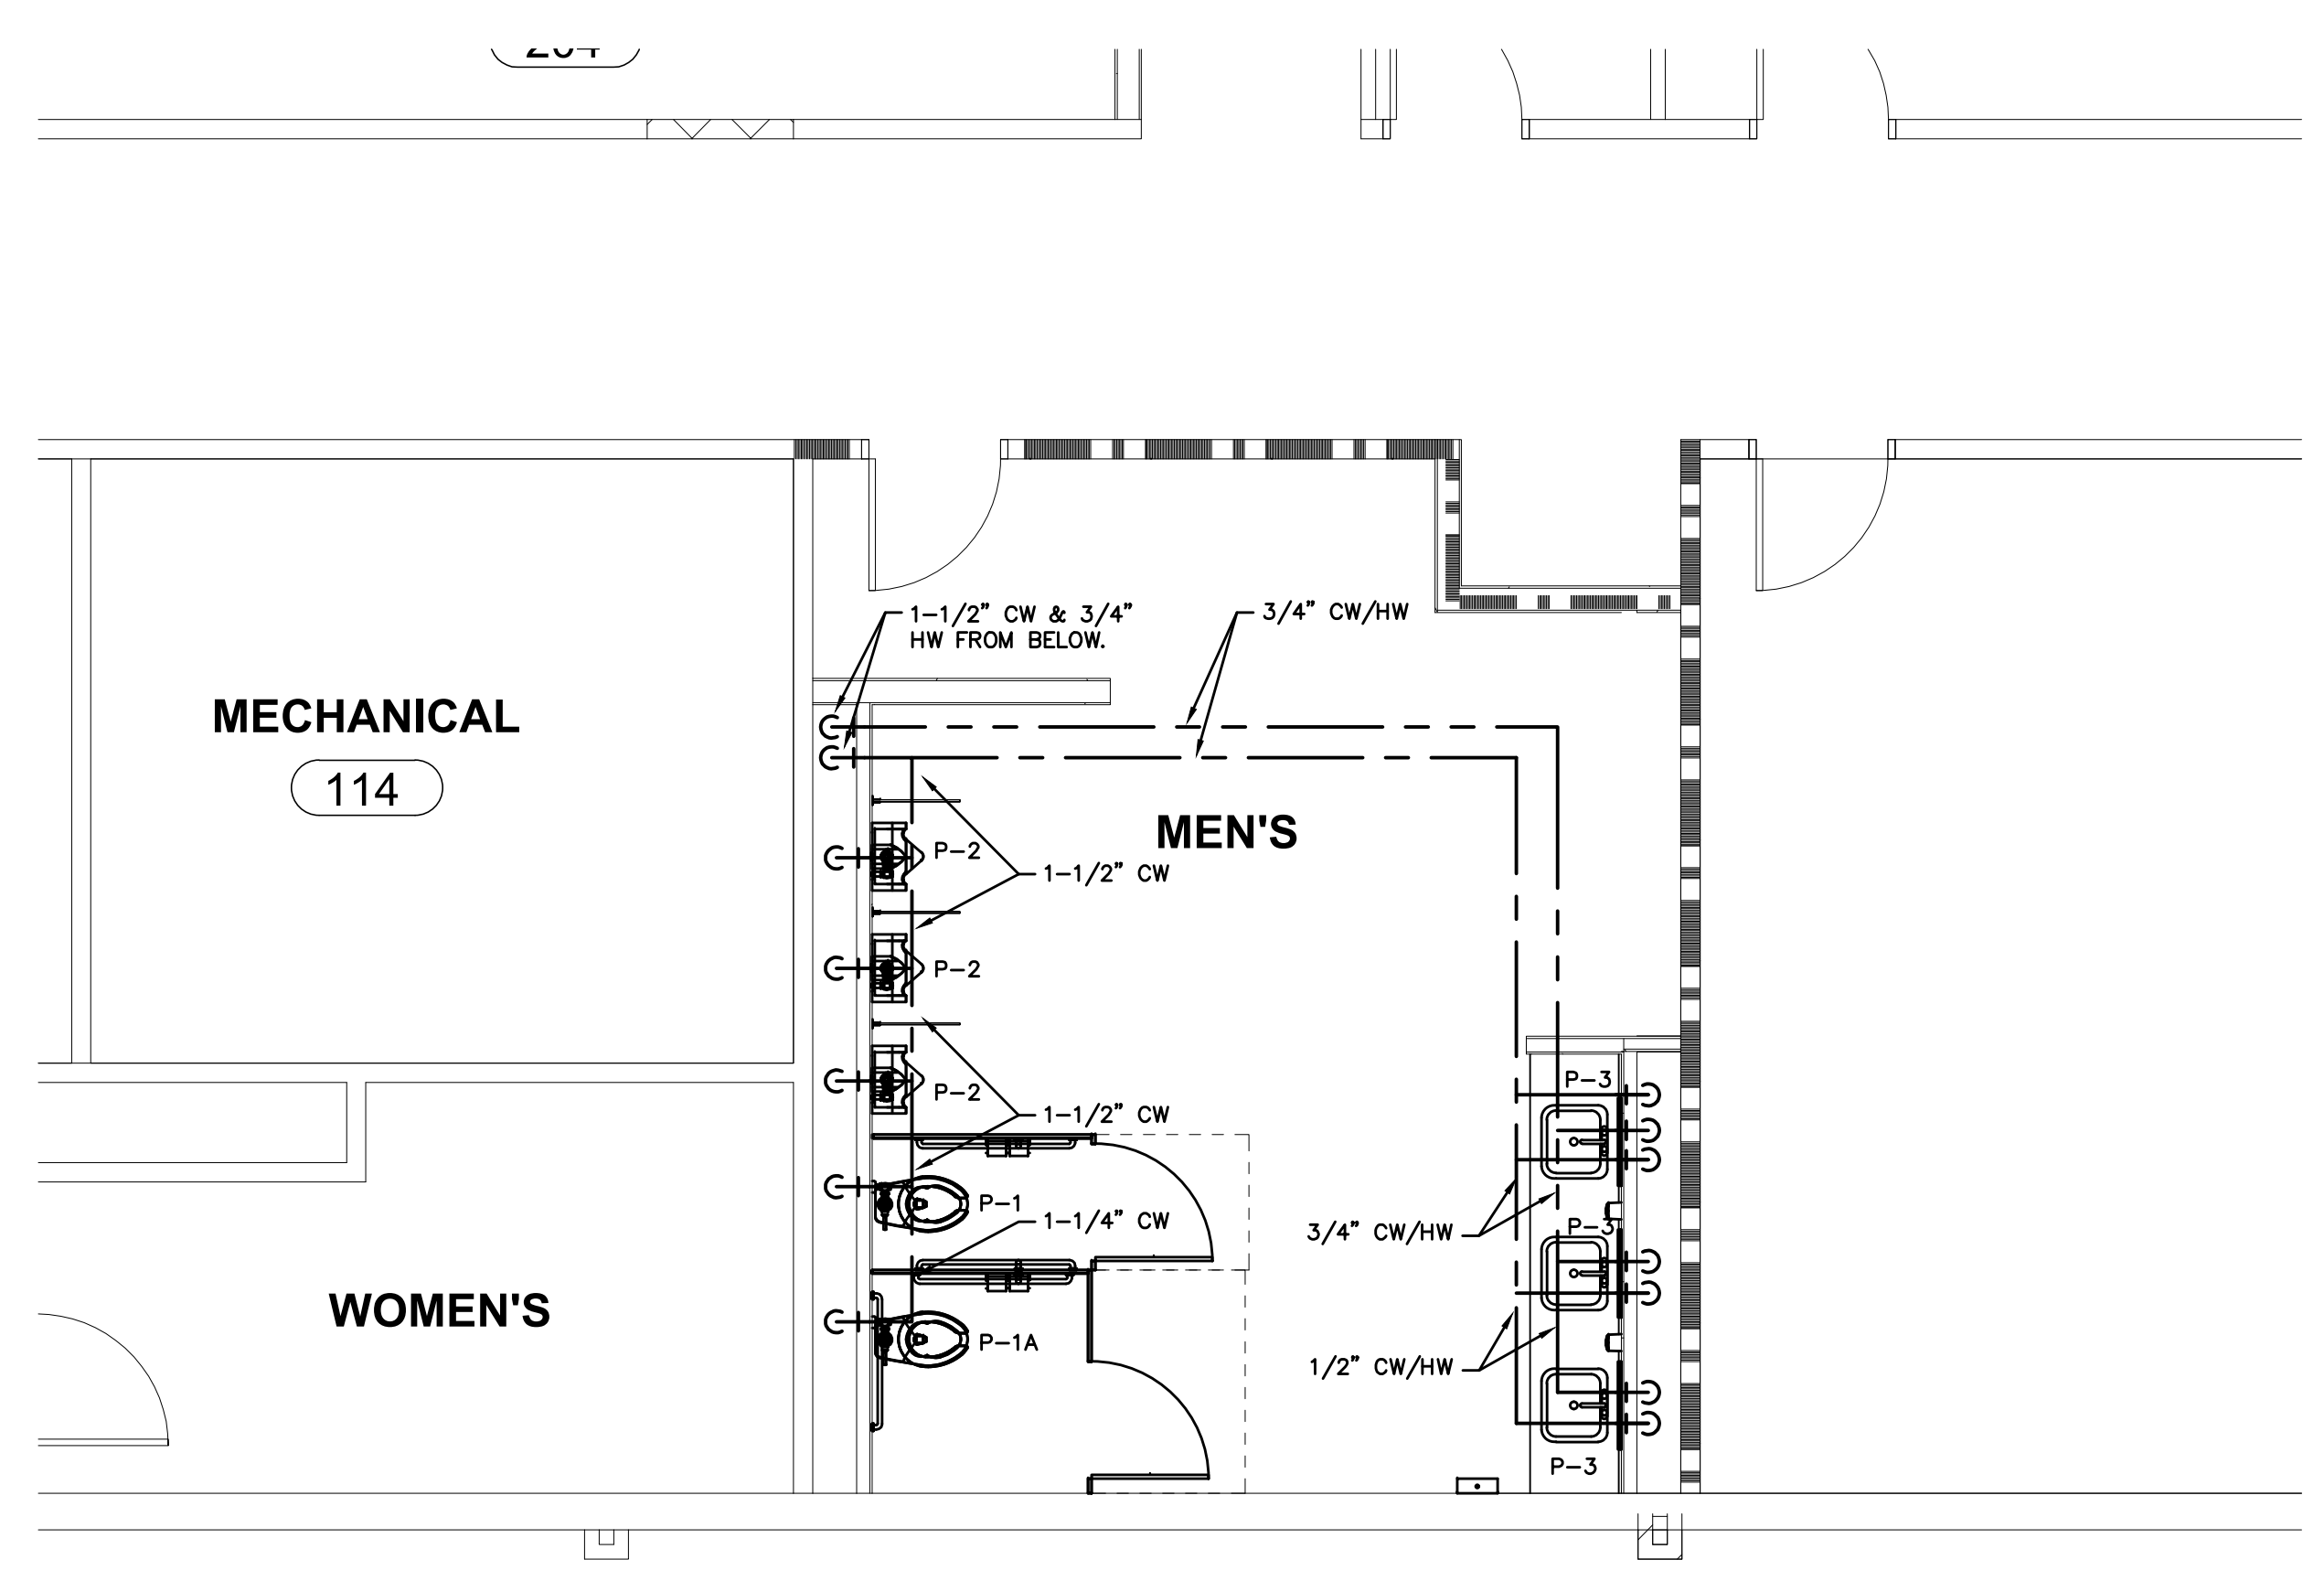 204
1-1/2" CW & 3/4"
HW FROM BELOW.
3/4" CW/HW
MECHANICAL
114
MEN'S
P-2
1-1/2" CW
P-2
P-3
P-2
1-1/2" CW
P-1
1-1/4" CW
P-3
3/4" CW/HW
WOMEN'S
P-1A
1/2" CW/HW
P-3